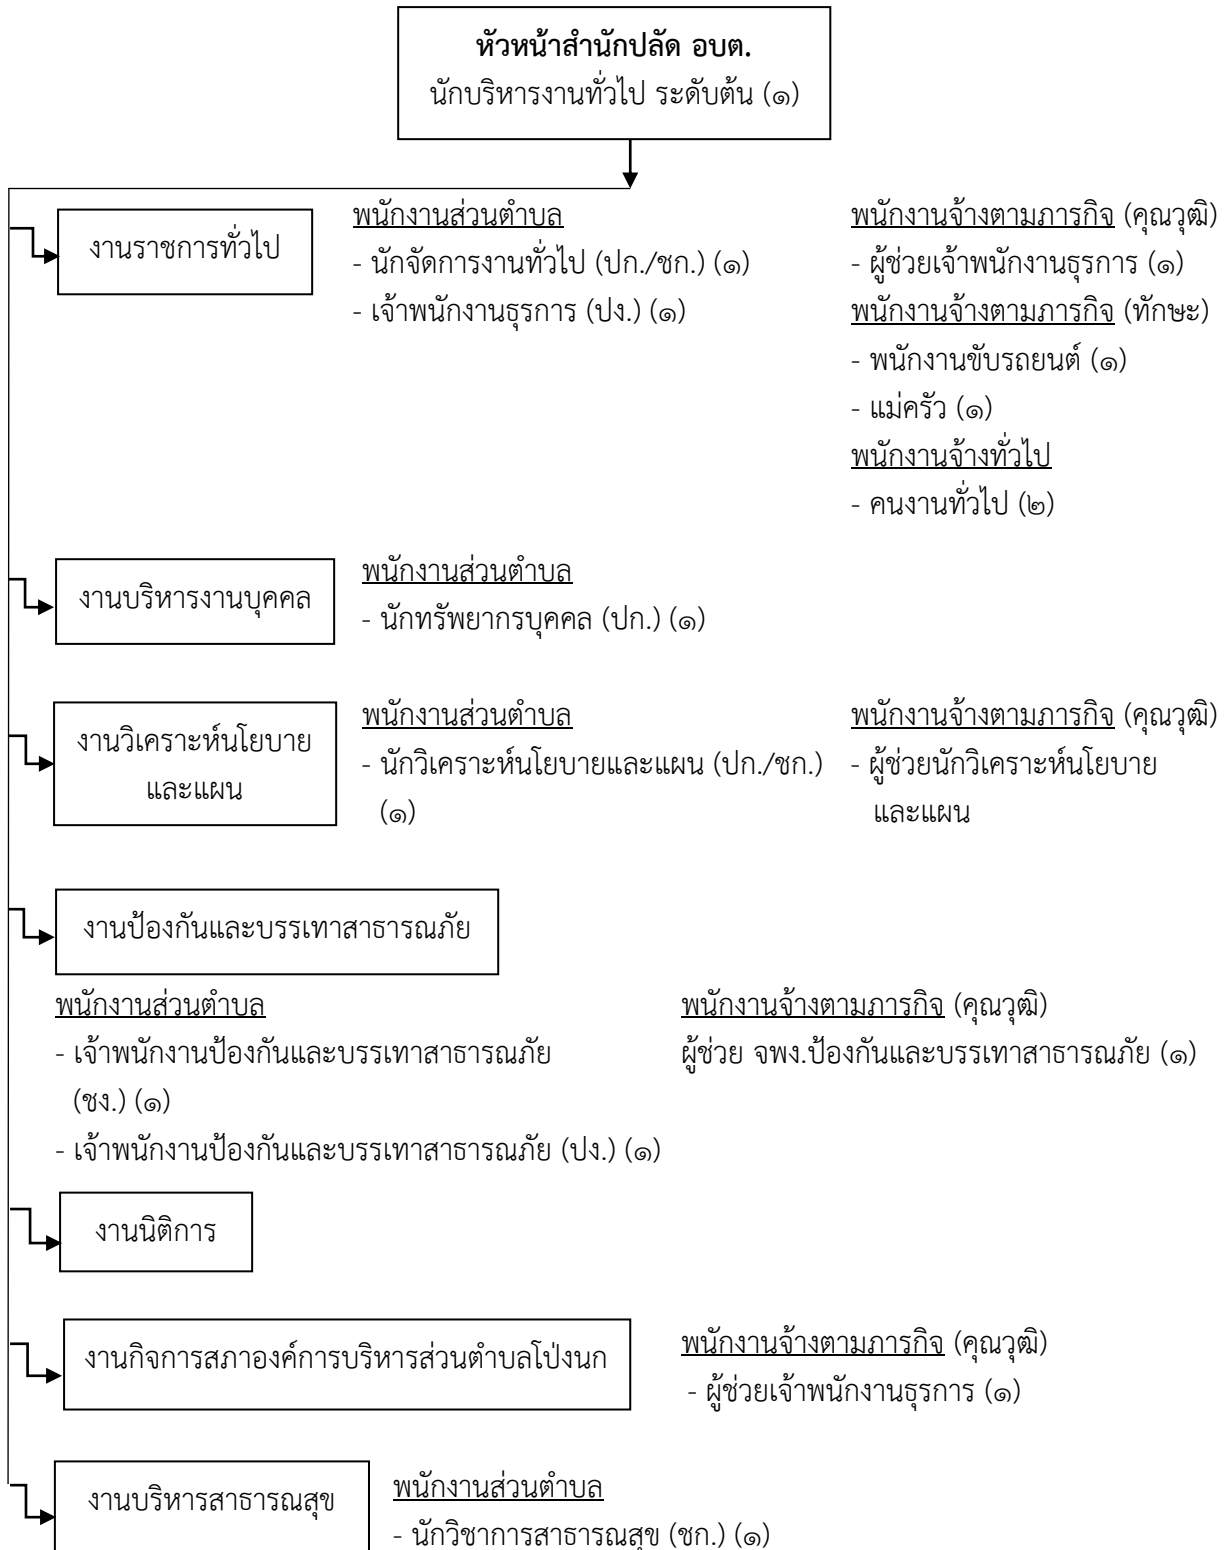 หัวหน้าสำนักปลัด อบต.
นักบริหารงานทั่วไป ระดับต้น (๑)
งานราชการทั่วไป
พนักงานส่วนตำบล
- นักจัดการงานทั่วไป (ปก./ชก.) (๑)
- เจ้าพนักงานธุรการ (ปง.) (๑)
พนักงานจ้างตามภารกิจ (คุณวุฒิ)
- ผู้ช่วยเจ้าพนักงานธุรการ (๑)
พนักงานจ้างตามภารกิจ (ทักษะ)
- พนักงานขับรถยนต์ (๑)
- แม่ครัว (๑)
พนักงานจ้างทั่วไป
- คนงานทั่วไป (๒)
งานบริหารงานบุคคล
พนักงานส่วนตำบล
- นักทรัพยากรบุคคล (ปก.) (๑)
งานวิเคราะห์นโยบาย
และแผน
พนักงานส่วนตำบล
- นักวิเคราะห์นโยบายและแผน (ปก./ชก.)
(๑)
พนักงานจ้างตามภารกิจ (คุณวุฒิ)
- ผู้ช่วยนักวิเคราะห์นโยบาย
และแผน
งานป้องกันและบรรเทาสาธารณภัย
พนักงานส่วนตำบล
- เจ้าพนักงานป้องกันและบรรเทาสาธารณภัย
(ชง.) (๑)
- เจ้าพนักงานป้องกันและบรรเทาสาธารณภัย (ปง.) (๑)
พนักงานจ้างตามภารกิจ (คุณวุฒิ)
ผู้ช่วย จพง.ป้องกันและบรรเทาสาธารณภัย (๑)
งานนิติการ
งานกิจการสภาองค์การบริหารส่วนตำบลโป่งนก
พนักงานจ้างตามภารกิจ (คุณวุฒิ)
- ผู้ช่วยเจ้าพนักงานธุรการ (๑)
งานบริหารสาธารณสุข
พนักงานส่วนตำบล
- นักวิชาการสาธารณสุข (ชก.) (๑)